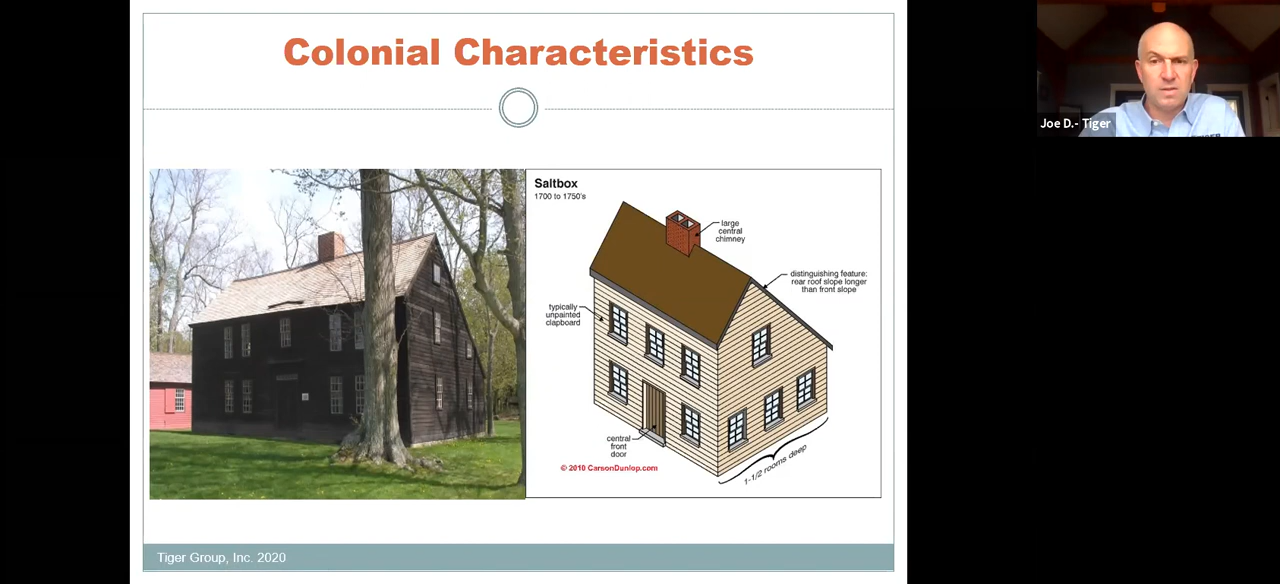 Colonial Characteristics
Saltbox
1700 to 1750's
large
central
chimney
distinguishing feature:
rear roof slope longer
than front slope
typically
unpainted
clapboard
central
front
door
© 2010 CarsonDunlop.com
1-1/2 rooms deep
Tiger Group, Inc. 2020
Joe D.- Tiger